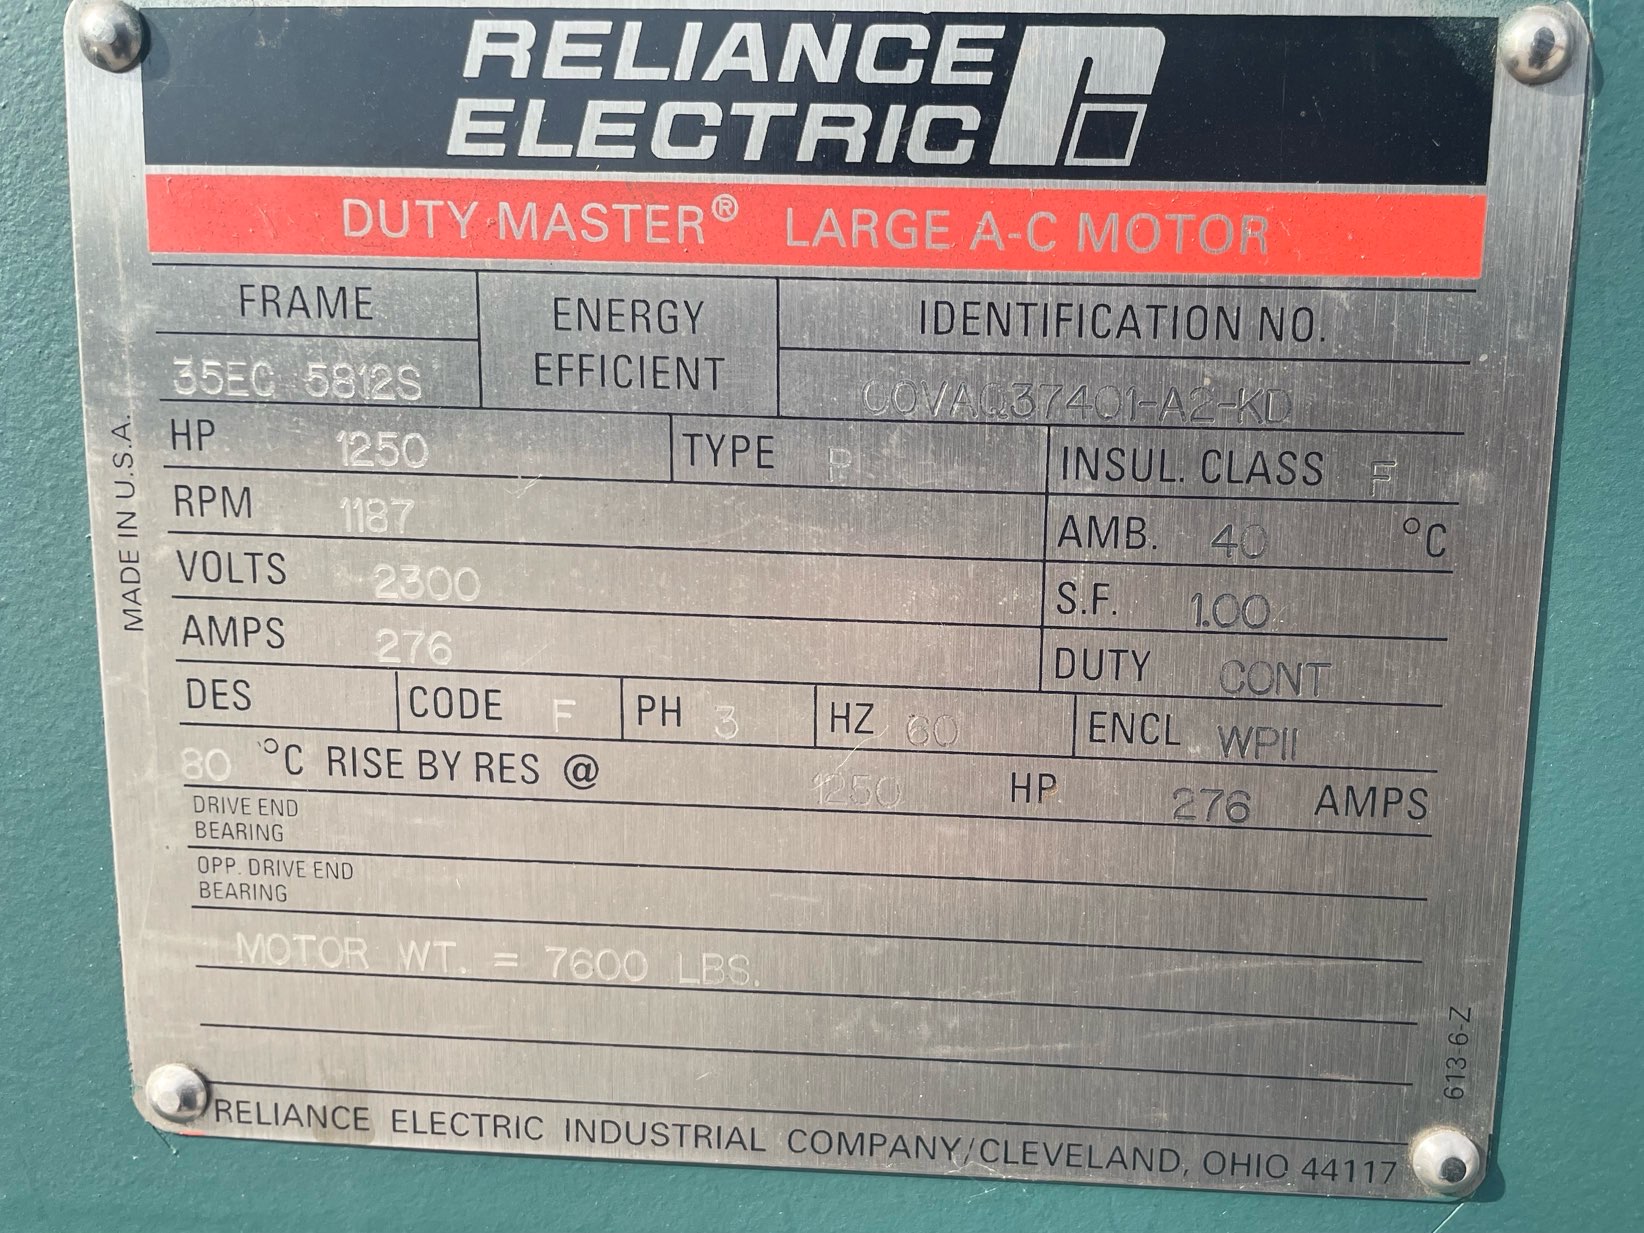 RELIANCE
ELECTRIC
DUTY MASTER® LARGE A-C MOTOR
FRAME
35EC 5812S
ENERGY
EFFICIENT
IDENTIFICATION NO.
COVAQ37401-A2-KD
HP 1250 TYPE P INSUL. CLASS F
RPM 1187 AMB. 40 °C
VOLTS 2300 S.F. 1.00
AMPS 276 DUTY CONT
DES CODE F PH 3 HZ 60 ENCL WPII
80 °C RISE BY RES @ 1250 HP 276 AMPS
DRIVE END
BEARING
OPP. DRIVE END
BEARING
MOTOR WT. = 7600 LBS.
RELIANCE ELECTRIC INDUSTRIAL COMPANY/CLEVELAND, OHIO 44117
MADE IN U.S.A.
613-6-Z